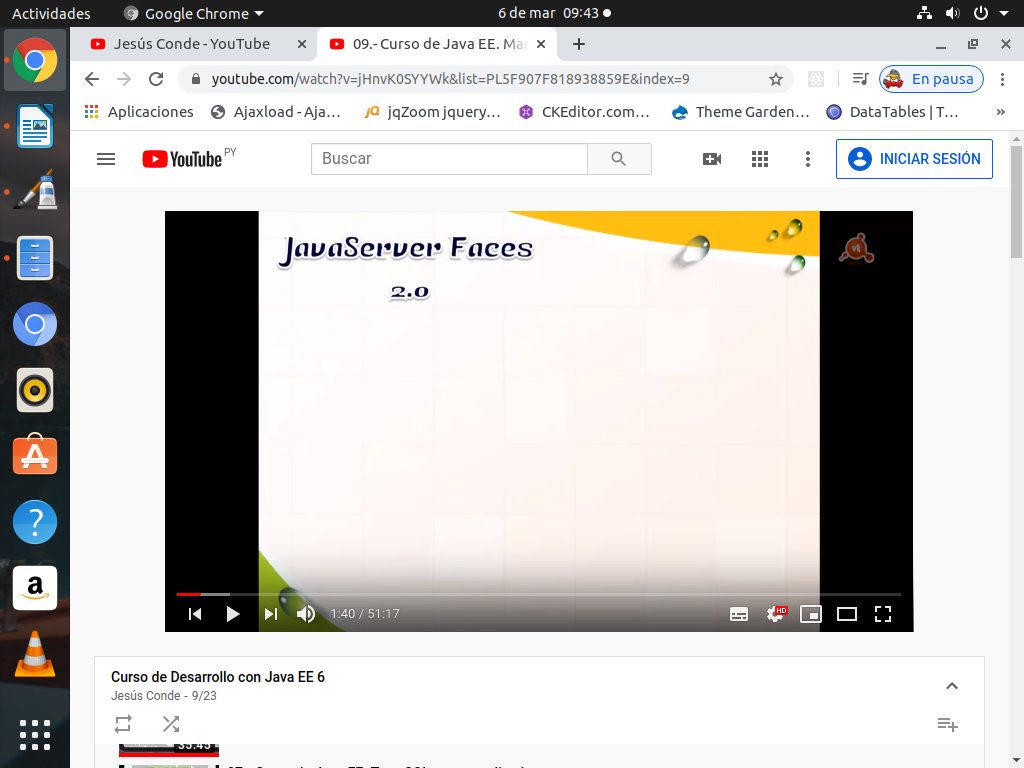 Actividades
Google Chrome
6 de mar 09:43
Jesús Conde - YouTube
09.- Curso de Java EE. Ma
youtube.com/watch?v=jHnvK0SYYWk&list=PL5F907F818938859E&index=9
En pausa
Aplicaciones
Ajaxload - Aja…
jQ
jqZoom jquery…
CKEditor.com…
Theme Garden…
DataTables | T…
»
YouTube PY
Buscar
INICIAR SESIÓN
JavaServer Faces
2.0
vt
1:40 / 51:17
HD
a
?
Curso de Desarrollo con Java EE 6
Jesús Conde - 9/23